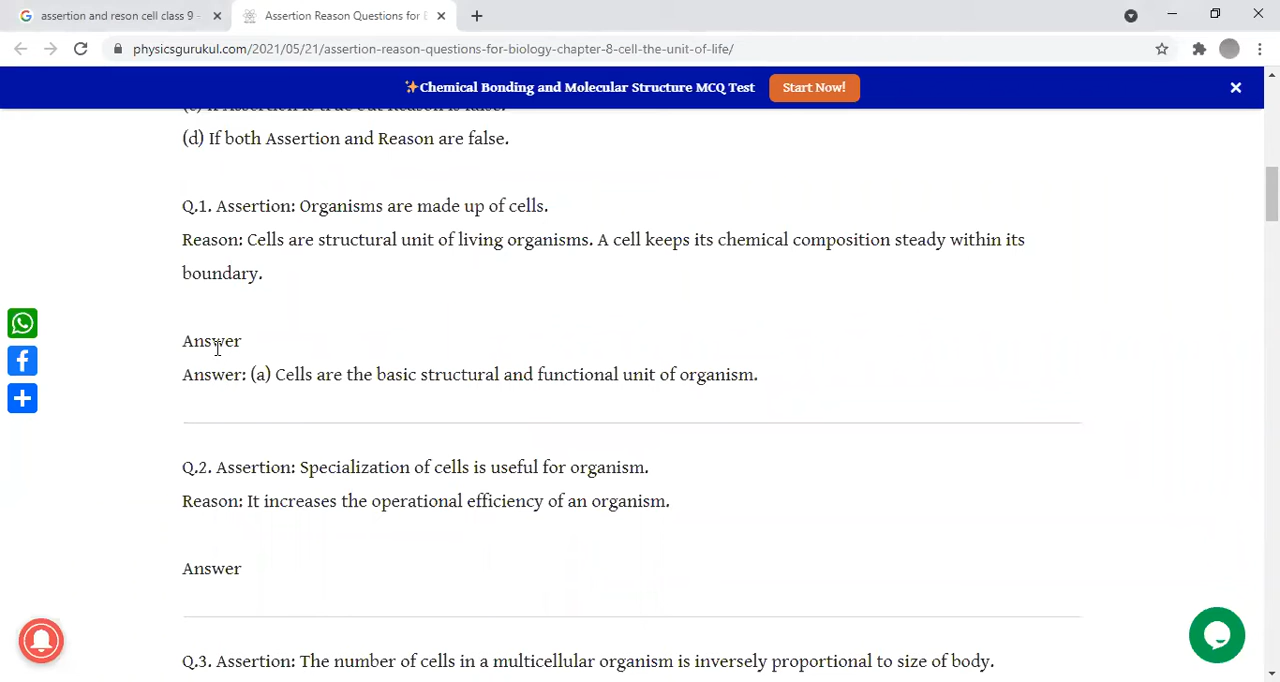 assertion and reson cell class 9 -
Assertion Reason Questions for
physicsgurukul.com/2021/05/21/assertion-reason-questions-for-biology-chapter-8-cell-the-unit-of-life/
✨Chemical Bonding and Molecular Structure MCQ Test Start Now!
(d) If both Assertion and Reason are false.
Q.1. Assertion: Organisms are made up of cells.
Reason: Cells are structural unit of living organisms. A cell keeps its chemical composition steady within its
boundary.
Answer
Answer: (a) Cells are the basic structural and functional unit of organism.
Q.2. Assertion: Specialization of cells is useful for organism.
Reason: It increases the operational efficiency of an organism.
Answer
Q.3. Assertion: The number of cells in a multicellular organism is inversely proportional to size of body.